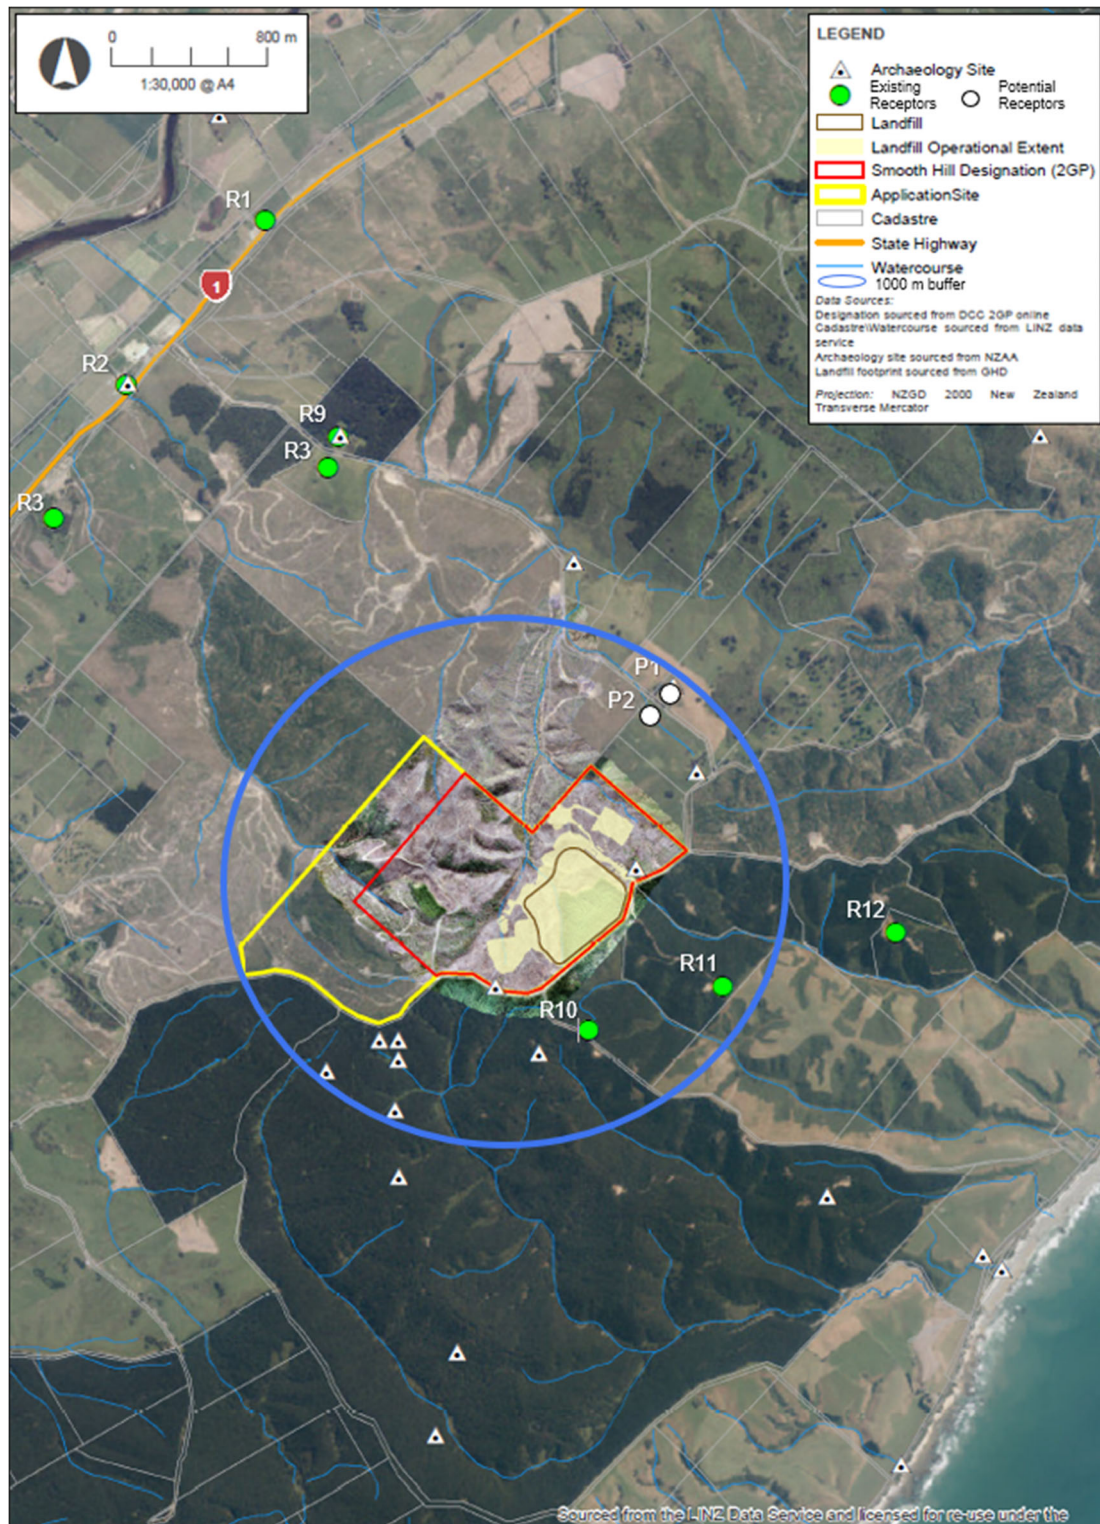 0 800 m
1:30,000 @ A4
LEGEND
Archaeology Site
Existing Receptors
Potential Receptors
Landfill
Landfill Operational Extent
Smooth Hill Designation (2GP)
ApplicationSite
Cadastre
State Highway
Watercourse
1000 m buffer
Data Sources:
Designation sourced from DCC 2GP online
Cadastre\Watercourse sourced from LINZ data
service
Archaeology site sourced from NZAA
Landfill footprint sourced from GHD
Projection: NZGD 2000 New Zealand
Transverse Mercator
R1
1
R2
R9
R3
R3
P1
P2
R12
R11
R10
Sourced from the LINZ Data Service and licensed for re-use under the